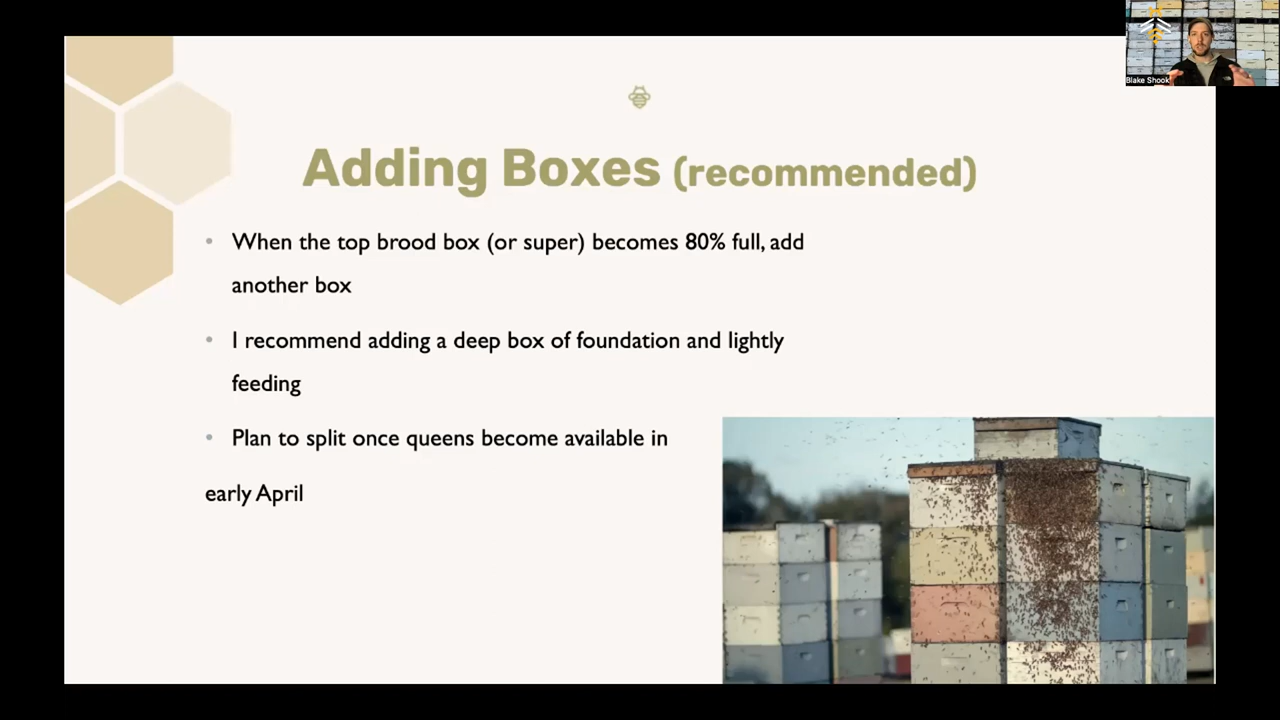 Blake Shook
Adding Boxes (recommended)
• When the top brood box (or super) becomes 80% full, add
another box
• I recommend adding a deep box of foundation and lightly
feeding
• Plan to split once queens become available in
early April